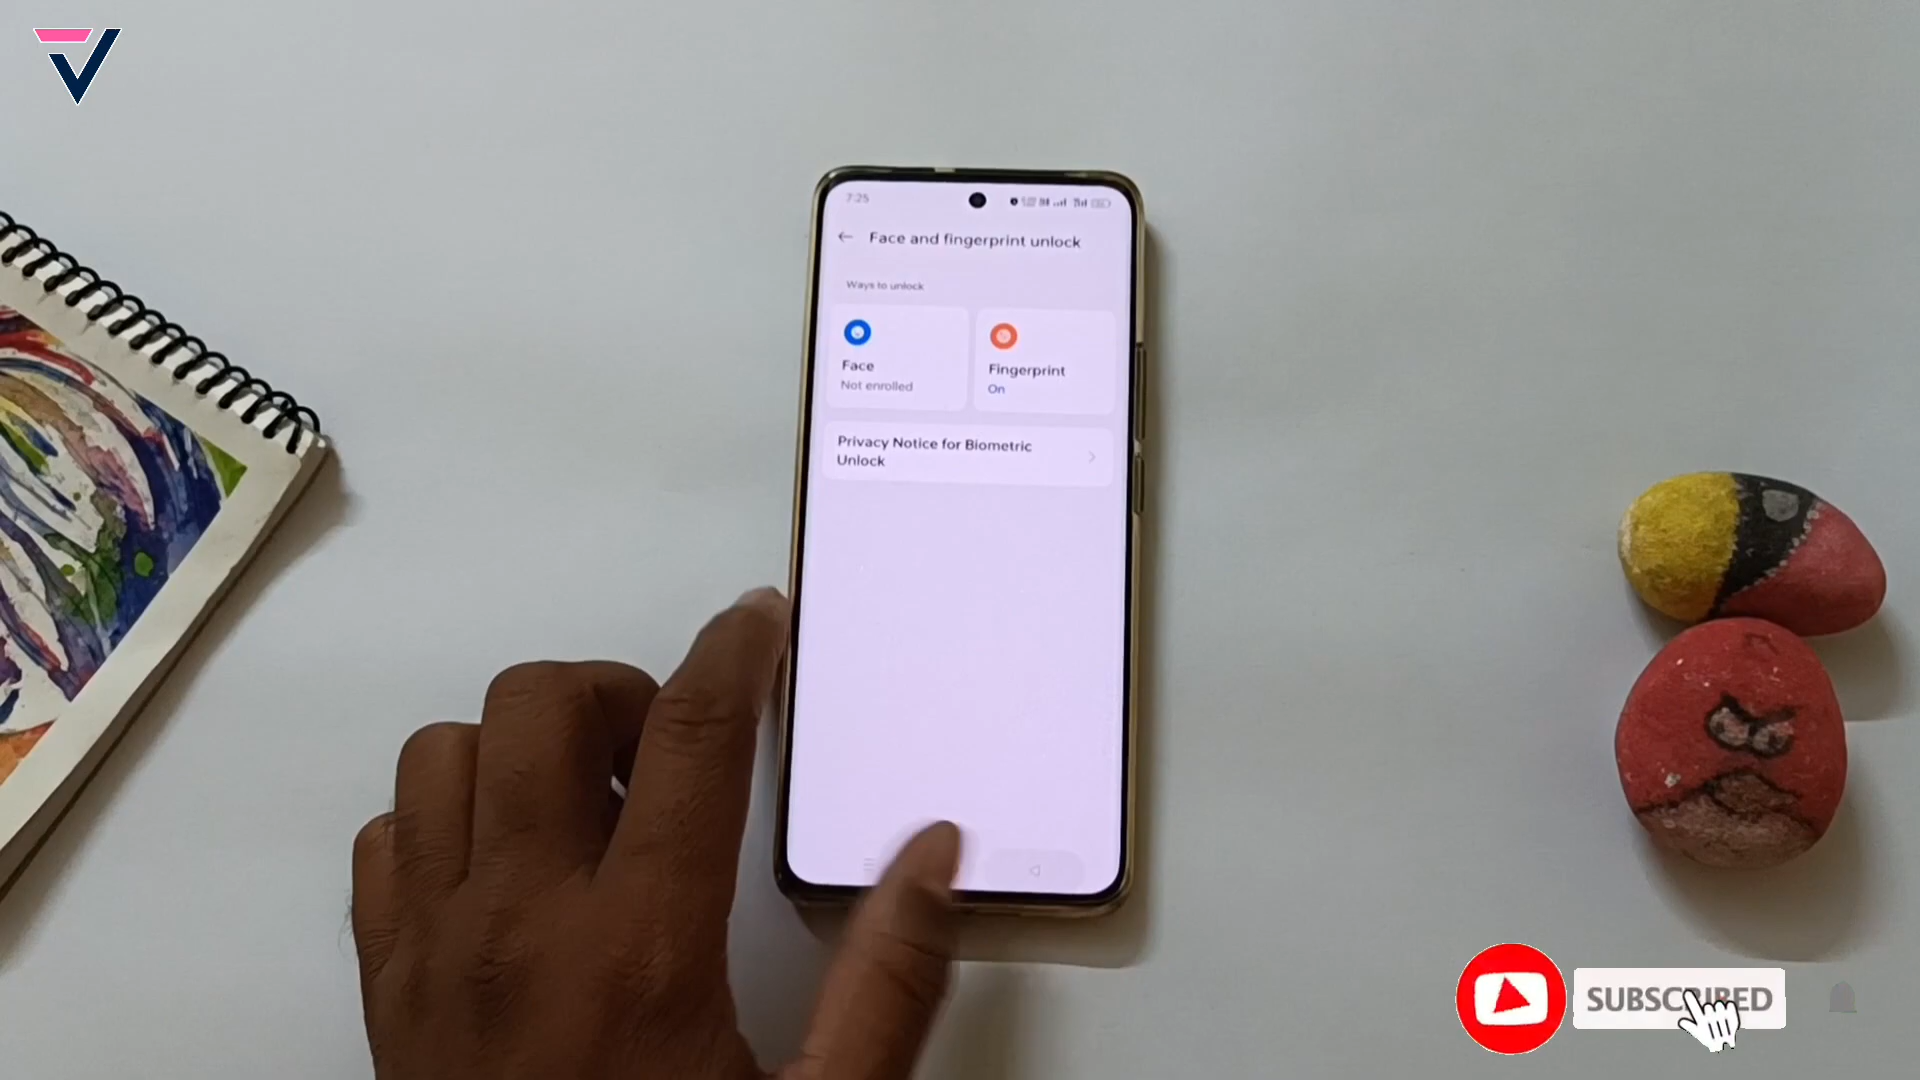 7:25
Face and fingerprint unlock
Ways to unlock
Face
Not enrolled
Fingerprint
On
Privacy Notice for Biometric
Unlock
SUBSCRIBED